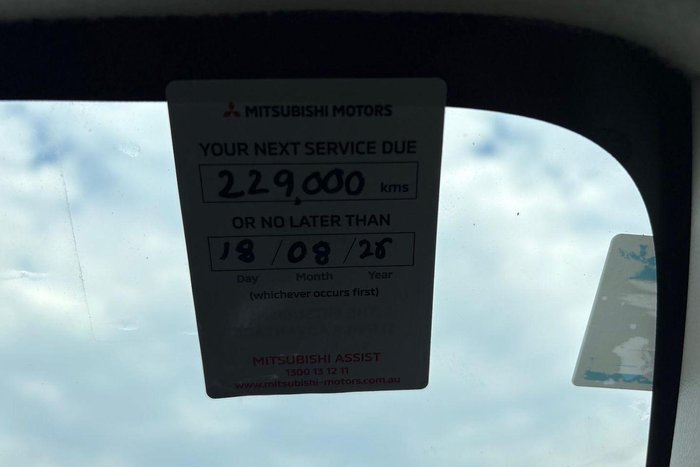 MITSUBISHI MOTORS
YOUR NEXT SERVICE DUE
229,000 kms
OR NO LATER THAN
18 / 08 /
Day Month Year
(whichever occurs first)
MITSUBISHI ASSIST
1300 13 12 11
www.mitsubishi-motors.com.au